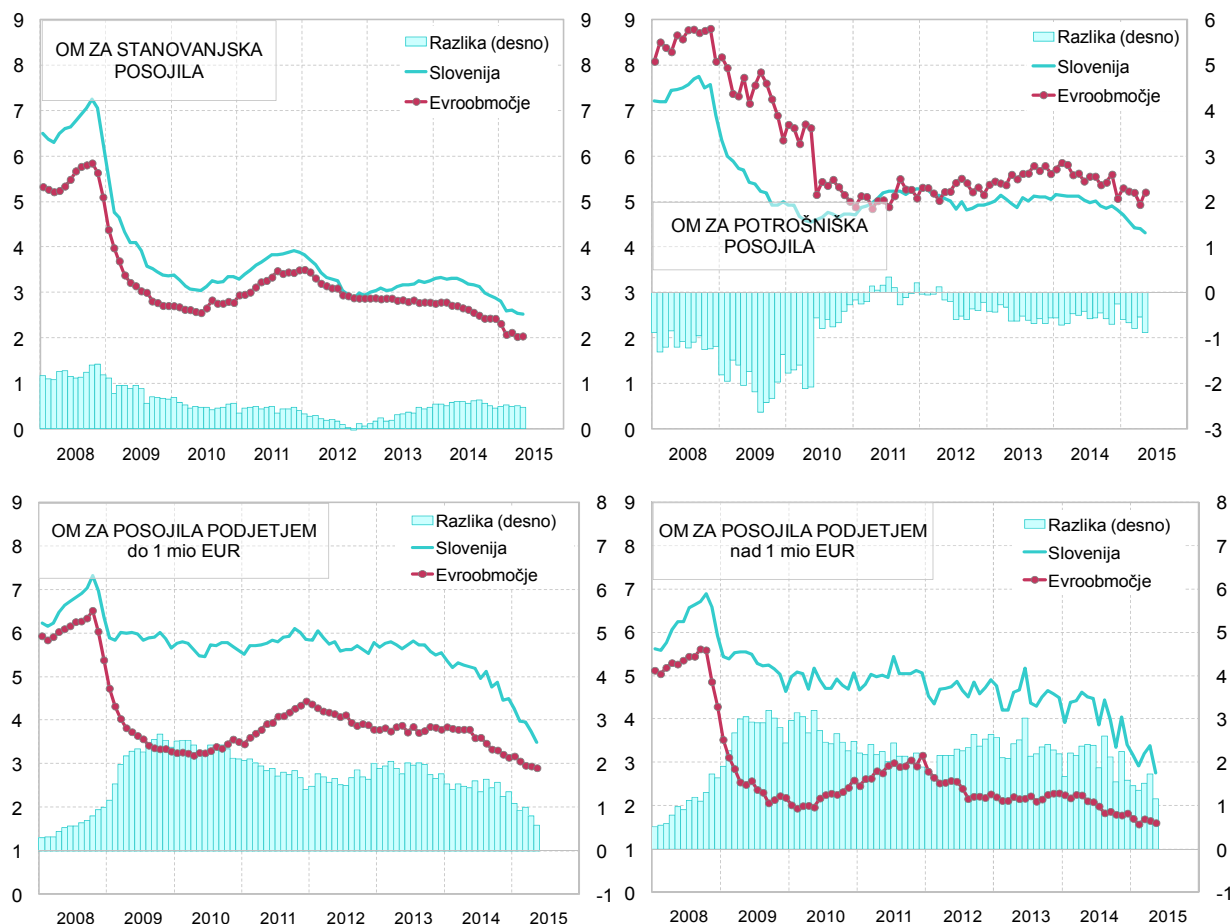 OM ZA STANOVANJSKA
POSOJILA
Razlika (desno)
Slovenija
Evroobmočje
9 8 7 6 5 4 3 2 1 0
9 8 7 6 5 4 3 2 1 0
2008 2009 2010 2011 2012 2013 2014 2015
Razlika (desno)
Slovenija
Evroobmočje
OM ZA POTROŠNIŠKA
POSOJILA
9 8 7 6 5 4 3 2 1 0
6 5 4 3 2 1 0 -1 -2 -3
2008 2009 2010 2011 2012 2013 2014 2015
OM ZA POSOJILA PODJETJEM
do 1 mio EUR
Razlika (desno)
Slovenija
Evroobmočje
9 8 7 6 5 4 3 2 1 0
8 7 6 5 4 3 2 1 0 -1
2008 2009 2010 2011 2012 2013 2014 2015
OM ZA POSOJILA PODJETJEM
nad 1 mio EUR
Razlika (desno)
Slovenija
Evroobmočje
9 8 7 6 5 4 3 2 1 0
8 7 6 5 4 3 2 1 0 -1
2008 2009 2010 2011 2012 2013 2014 2015